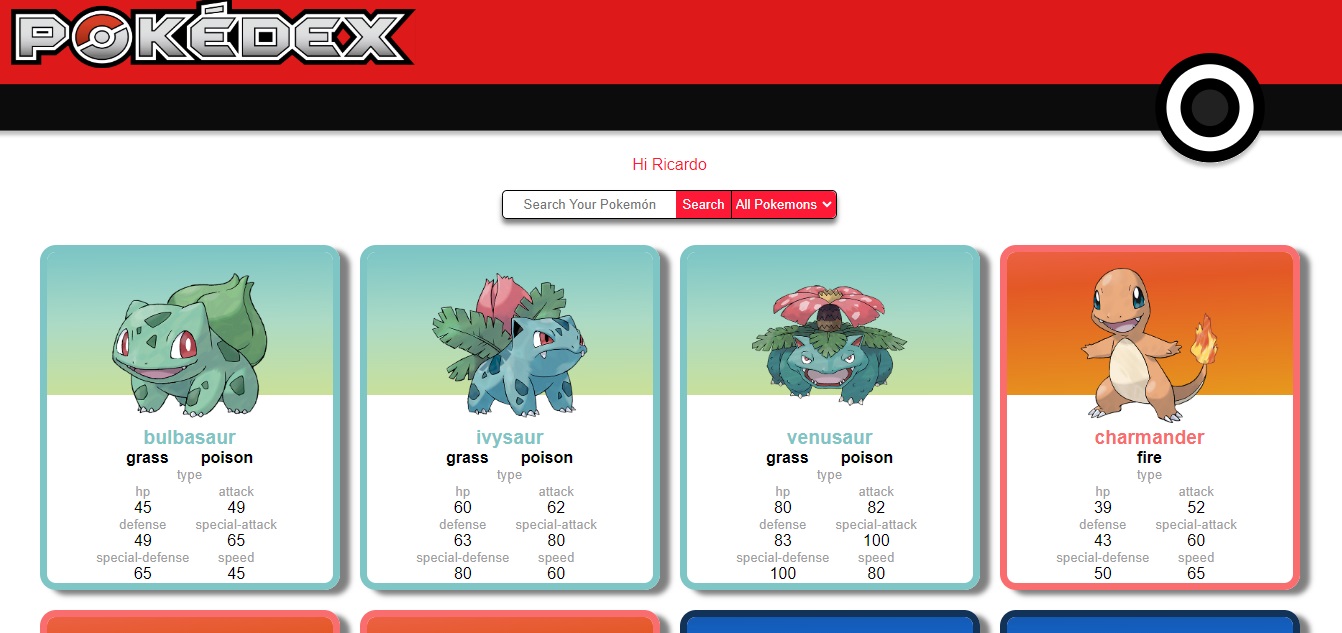 POKÉDEX
Hi Ricardo
Search Your Pokemón Search All Pokemons
bulbasaur
grass poison
type
hp attack
45 49
defense special-attack
49 65
special-defense speed
65 45
ivysaur
grass poison
type
hp attack
60 62
defense special-attack
63 80
special-defense speed
80 60
venusaur
grass poison
type
hp attack
80 82
defense special-attack
83 100
special-defense speed
100 80
charmander
fire
type
hp attack
39 52
defense special-attack
43 60
special-defense speed
50 65